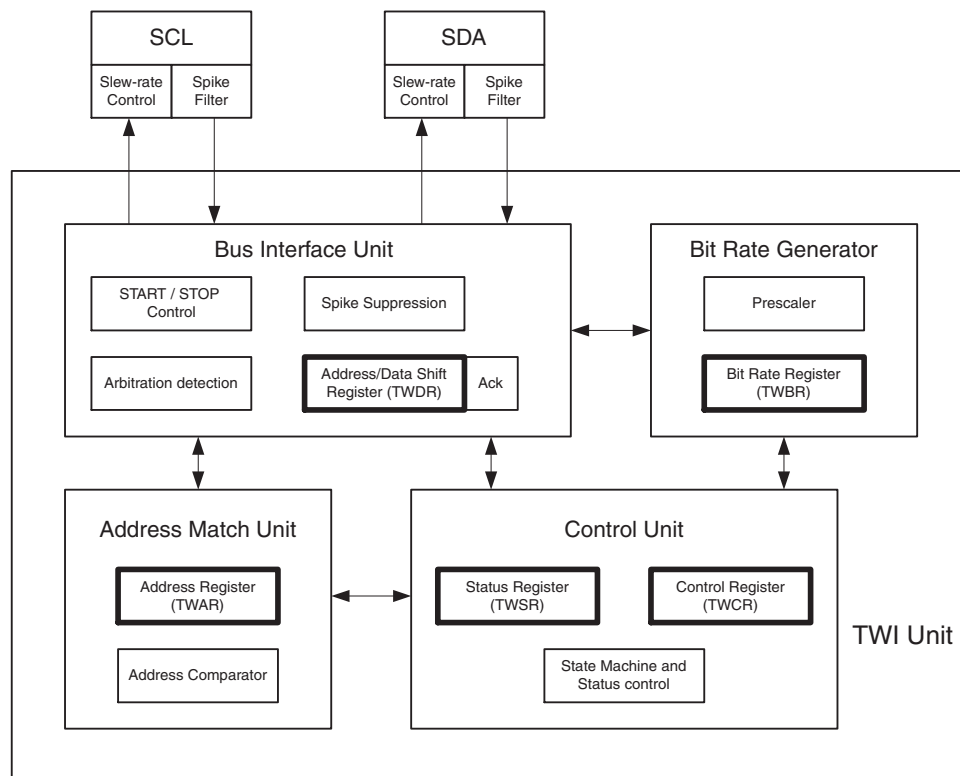 SCL
SDA
Slew-rate
Control
Spike
Filter
Slew-rate
Control
Spike
Filter
Bus Interface Unit
START / STOP
Control
Spike Suppression
Arbitration detection
Address/Data Shift
Register (TWDR)
Ack
Bit Rate Generator
Prescaler
Bit Rate Register
(TWBR)
Address Match Unit
Address Register
(TWAR)
Address Comparator
Control Unit
Status Register
(TWSR)
Control Register
(TWCR)
State Machine and
Status control
TWI Unit